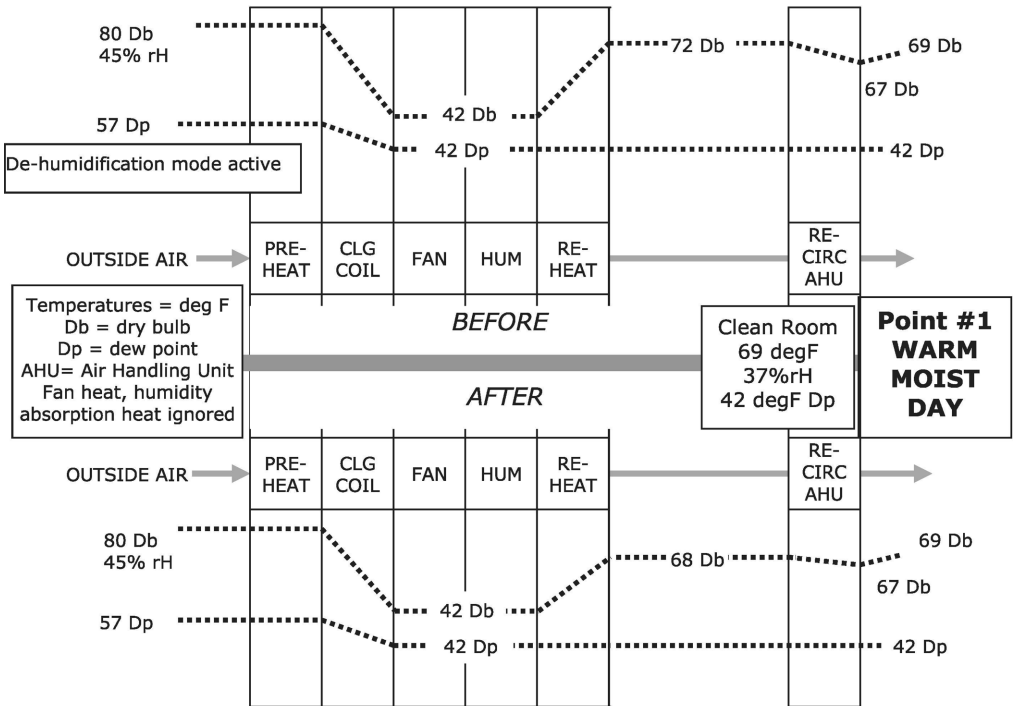 80 Db
45% rH
72 Db
69 Db
67 Db
42 Db
57 Dp
42 Dp
42 Dp
De-humidification mode active
OUTSIDE AIR
PRE-
HEAT
CLG
COIL
FAN
HUM
RE-
HEAT
RE-
CIRC
AHU
Temperatures = deg F
Db = dry bulb
Dp = dew point
AHU= Air Handling Unit
Fan heat, humidity
absorption heat ignored
BEFORE
AFTER
Clean Room
69 degF
37%rH
42 degF Dp
Point #1
WARM
MOIST
DAY
OUTSIDE AIR
PRE-
HEAT
CLG
COIL
FAN
HUM
RE-
HEAT
RE-
CIRC
AHU
80 Db
45% rH
68 Db
69 Db
67 Db
42 Db
57 Dp
42 Dp
42 Dp